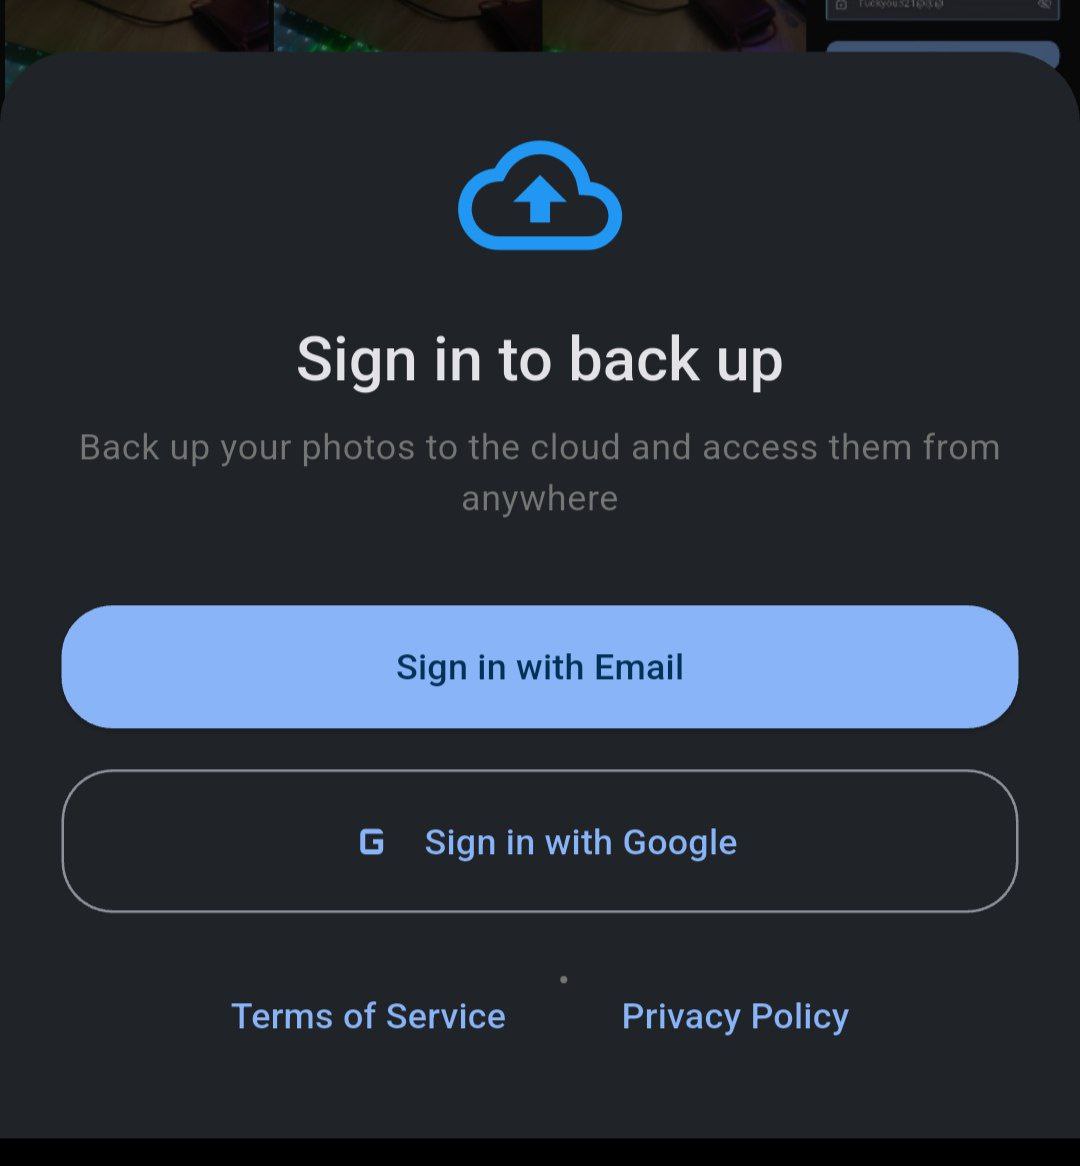 Sign in to back up
Back up your photos to the cloud and access them from
anywhere
Sign in with Email
G Sign in with Google
Terms of Service • Privacy Policy